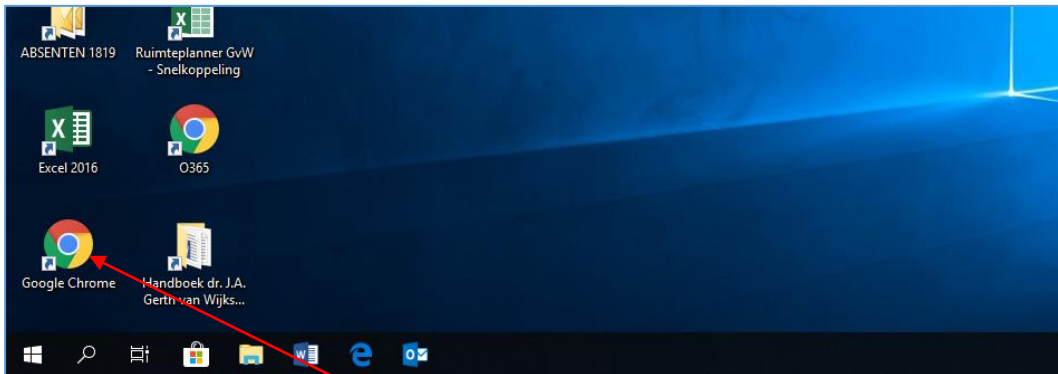 ABSENTEN 1819
Ruimteplanner GvW
- Snelkoppeling
Excel 2016
O365
Google Chrome
Handboek dr. J.A.
Gerth van Wijks...